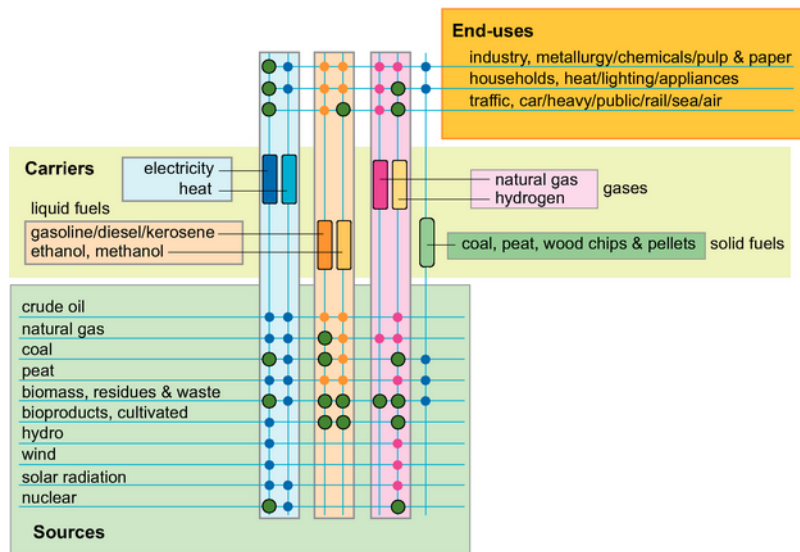 End-uses
industry, metallurgy/chemicals/pulp & paper
households, heat/lighting/appliances
traffic, car/heavy/public/rail/sea/air
Carriers
electricity
heat
liquid fuels
gasoline/diesel/kerosene
ethanol, methanol
natural gas
hydrogen
gases
coal, peat, wood chips & pellets
solid fuels
crude oil
natural gas
coal
peat
biomass, residues & waste
bioproducts, cultivated
hydro
wind
solar radiation
nuclear
Sources